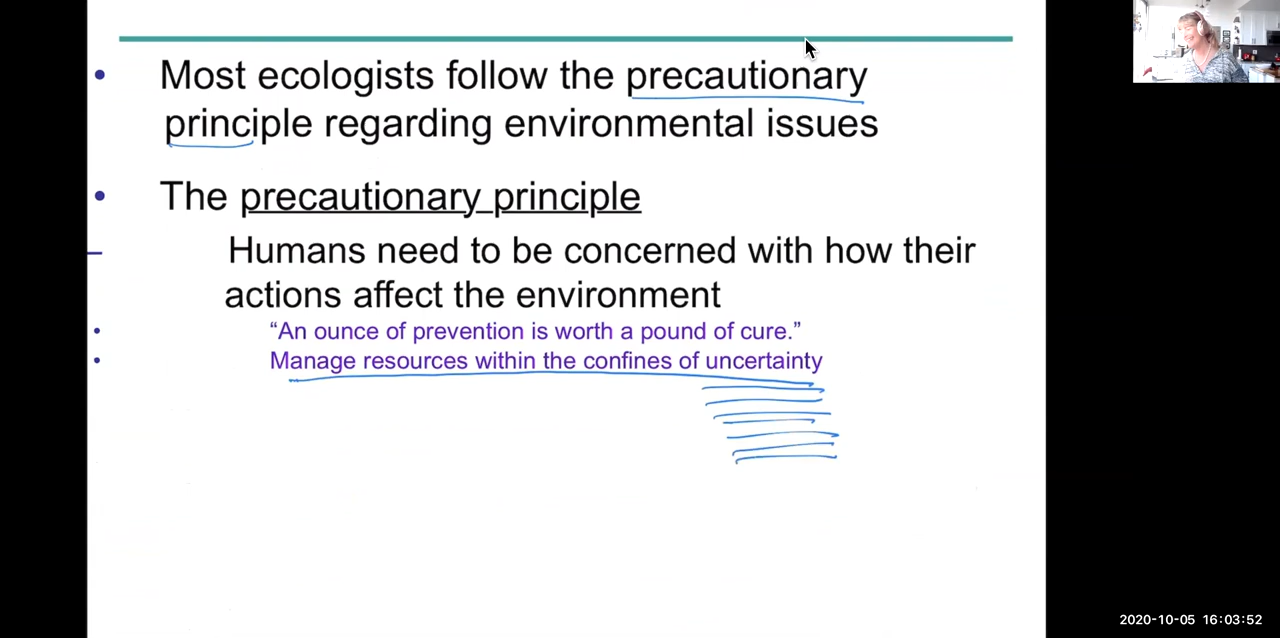 • Most ecologists follow the precautionary
principle regarding environmental issues
• The precautionary principle
– Humans need to be concerned with how their
actions affect the environment
• “An ounce of prevention is worth a pound of cure.”
• Manage resources within the confines of uncertainty
2020-10-05 16:03:52